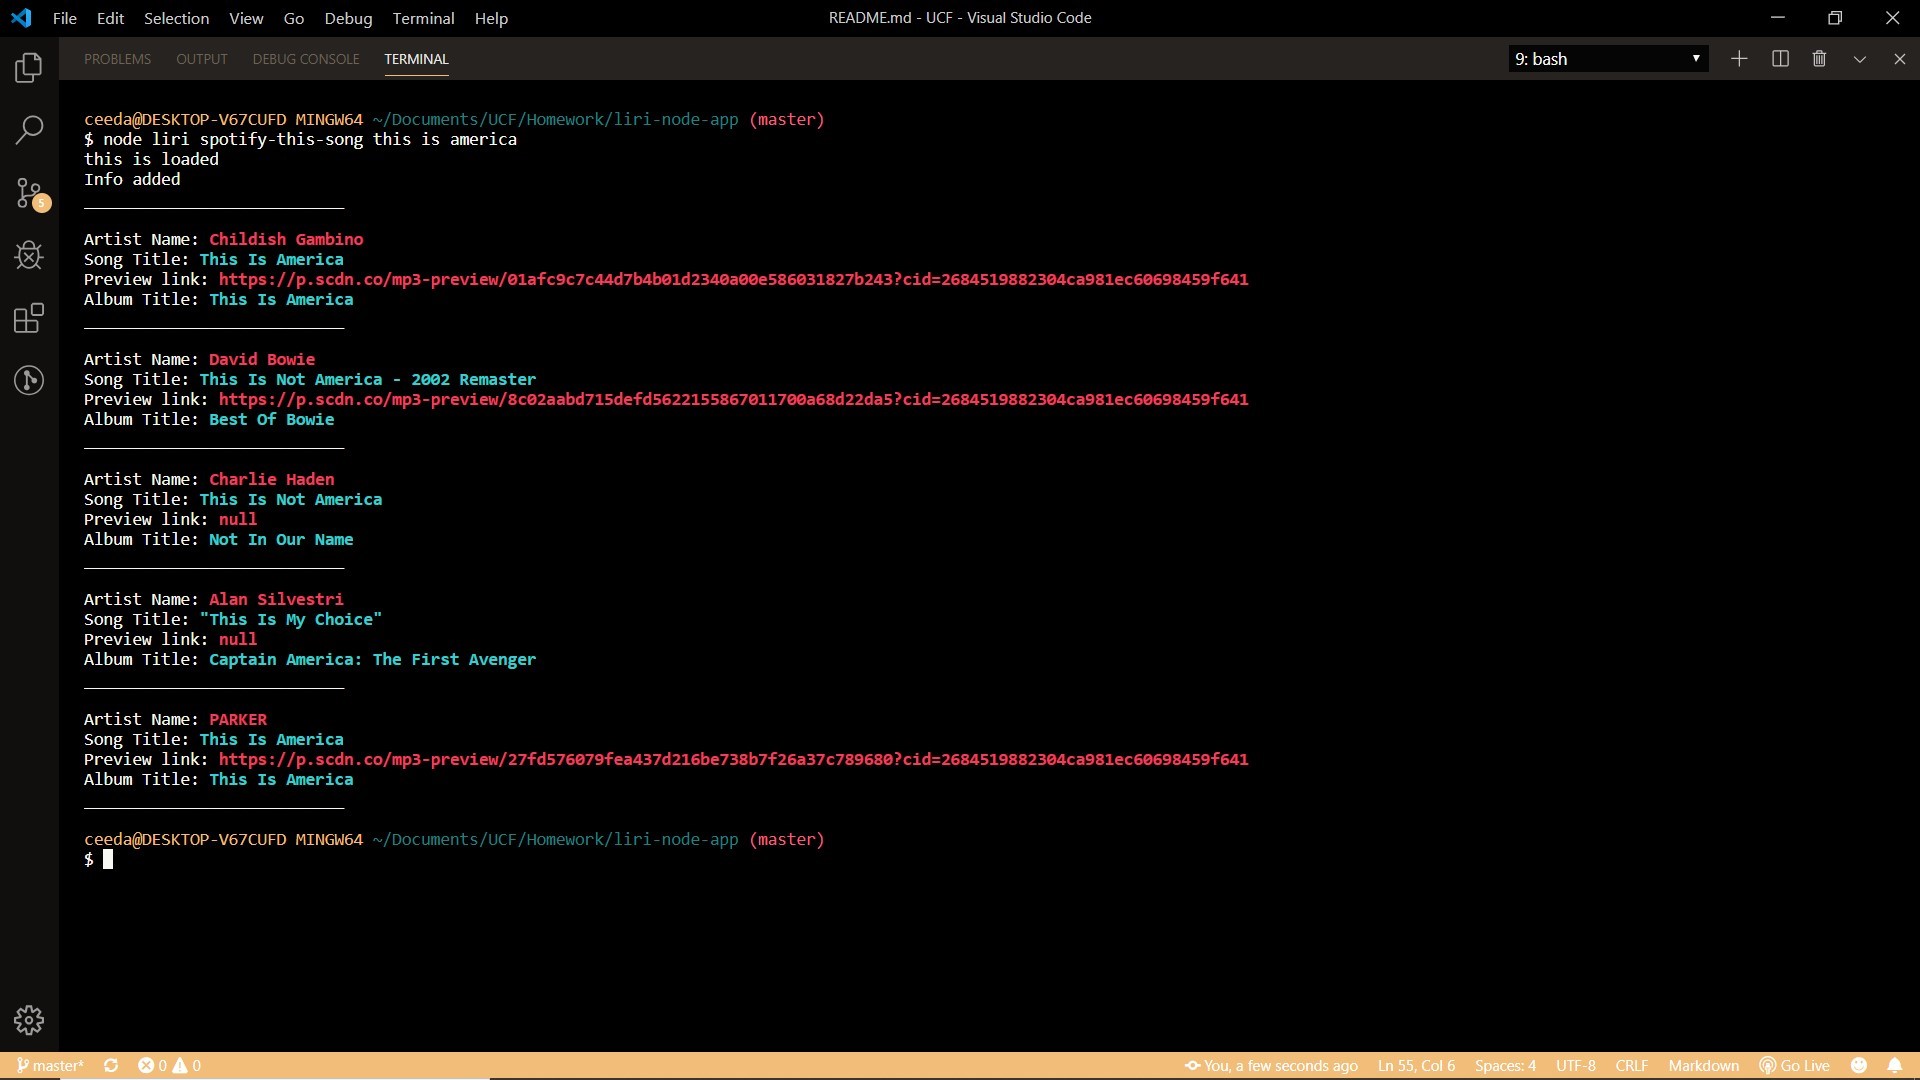 File Edit Selection View Go Debug Terminal Help README.md - UCF - Visual Studio Code
PROBLEMS OUTPUT DEBUG CONSOLE TERMINAL 9: bash
5
ceeda@DESKTOP-V67CUFD MINGW64 ~/Documents/UCF/Homework/liri-node-app (master)
$ node liri spotify-this-song this is america
this is loaded
Info added
___________________________
Artist Name: Childish Gambino
Song Title: This Is America
Preview link: https://p.scdn.co/mp3-preview/01afc9c7c44d7b4b01d2340a00e586031827b243?cid=2684519882304ca981ec60698459f641
Album Title: This Is America
___________________________
Artist Name: David Bowie
Song Title: This Is Not America - 2002 Remaster
Preview link: https://p.scdn.co/mp3-preview/8c02aabd715defd5622155867011700a68d22da5?cid=2684519882304ca981ec60698459f641
Album Title: Best Of Bowie
___________________________
Artist Name: Charlie Haden
Song Title: This Is Not America
Preview link: null
Album Title: Not In Our Name
___________________________
Artist Name: Alan Silvestri
Song Title: "This Is My Choice"
Preview link: null
Album Title: Captain America: The First Avenger
___________________________
Artist Name: PARKER
Song Title: This Is America
Preview link: https://p.scdn.co/mp3-preview/27fd576079fea437d216be738b7f26a37c789680?cid=2684519882304ca981ec60698459f641
Album Title: This Is America
___________________________
ceeda@DESKTOP-V67CUFD MINGW64 ~/Documents/UCF/Homework/liri-node-app (master)
$
master* 0 0 You, a few seconds ago Ln 55, Col 6 Spaces: 4 UTF-8 CRLF Markdown Go Live